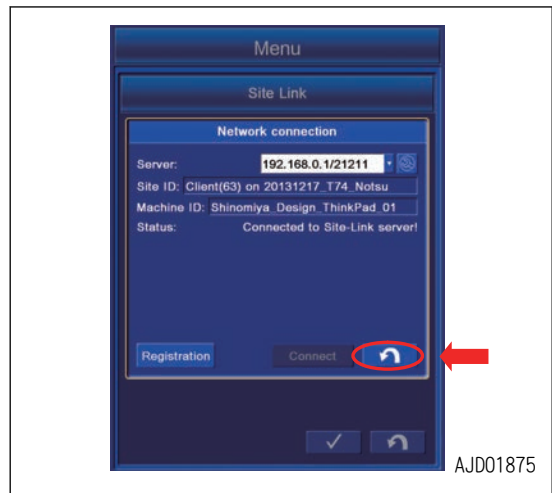 Menu
Site Link
Network connection
Server: 192.168.0.1/21211
Site ID: Client(63) on 20131217_T74_Notsu
Machine ID: Shinomiya_Design_ThinkPad_01
Status: Connected to Site-Link server!
Registration Connect
AJD01875